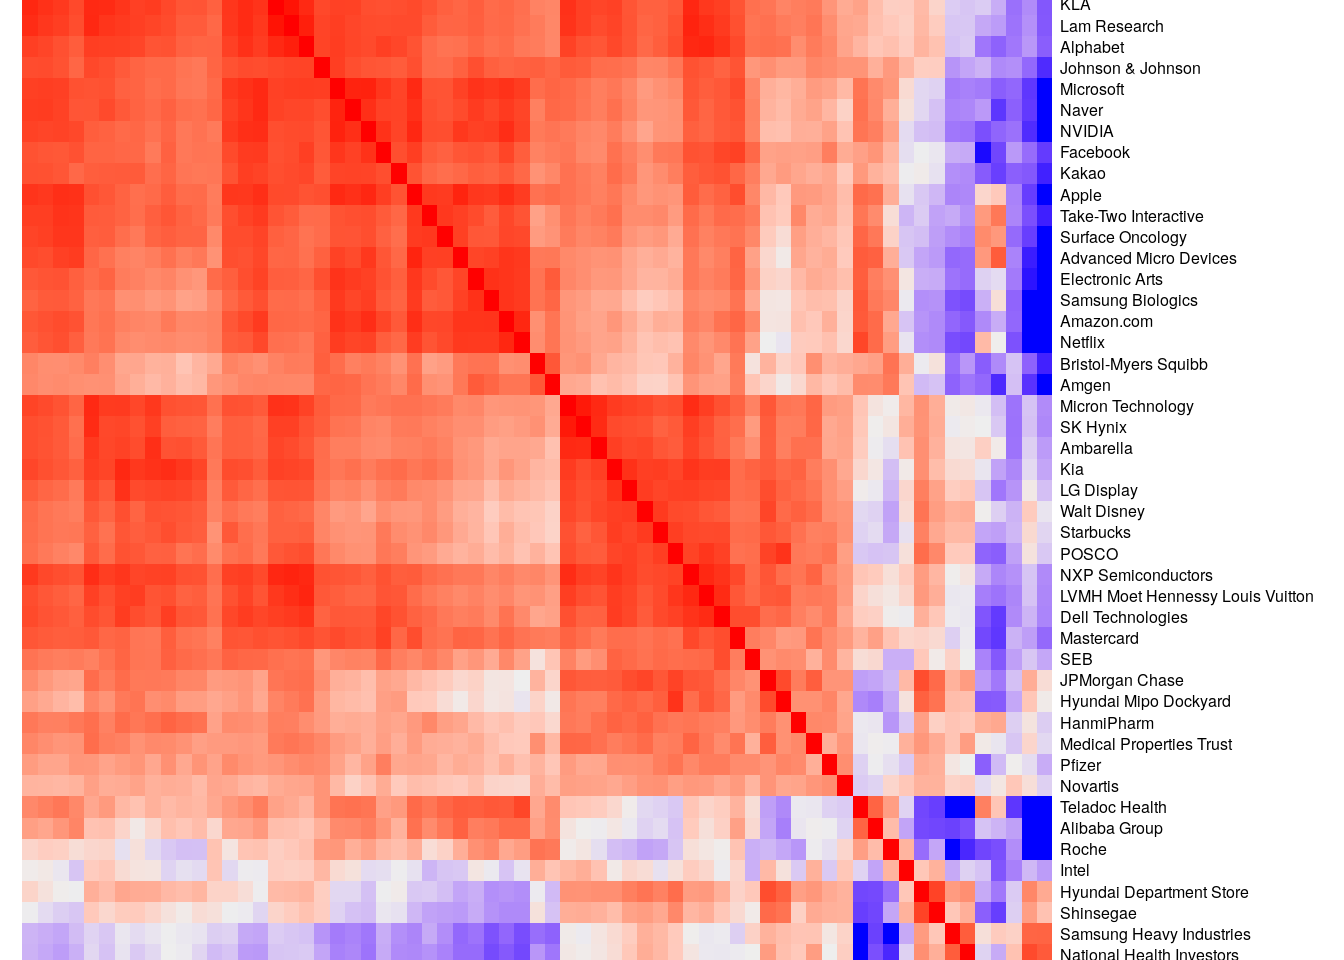 KLA
Lam Research
Alphabet
Johnson & Johnson
Microsoft
Naver
NVIDIA
Facebook
Kakao
Apple
Take-Two Interactive
Surface Oncology
Advanced Micro Devices
Electronic Arts
Samsung Biologics
Amazon.com
Netflix
Bristol-Myers Squibb
Amgen
Micron Technology
SK Hynix
Ambarella
Kia
LG Display
Walt Disney
Starbucks
POSCO
NXP Semiconductors
LVMH Moet Hennessy Louis Vuitton
Dell Technologies
Mastercard
SEB
JPMorgan Chase
Hyundai Mipo Dockyard
HanmiPharm
Medical Properties Trust
Pfizer
Novartis
Teladoc Health
Alibaba Group
Roche
Intel
Hyundai Department Store
Shinsegae
Samsung Heavy Industries
National Health Investors